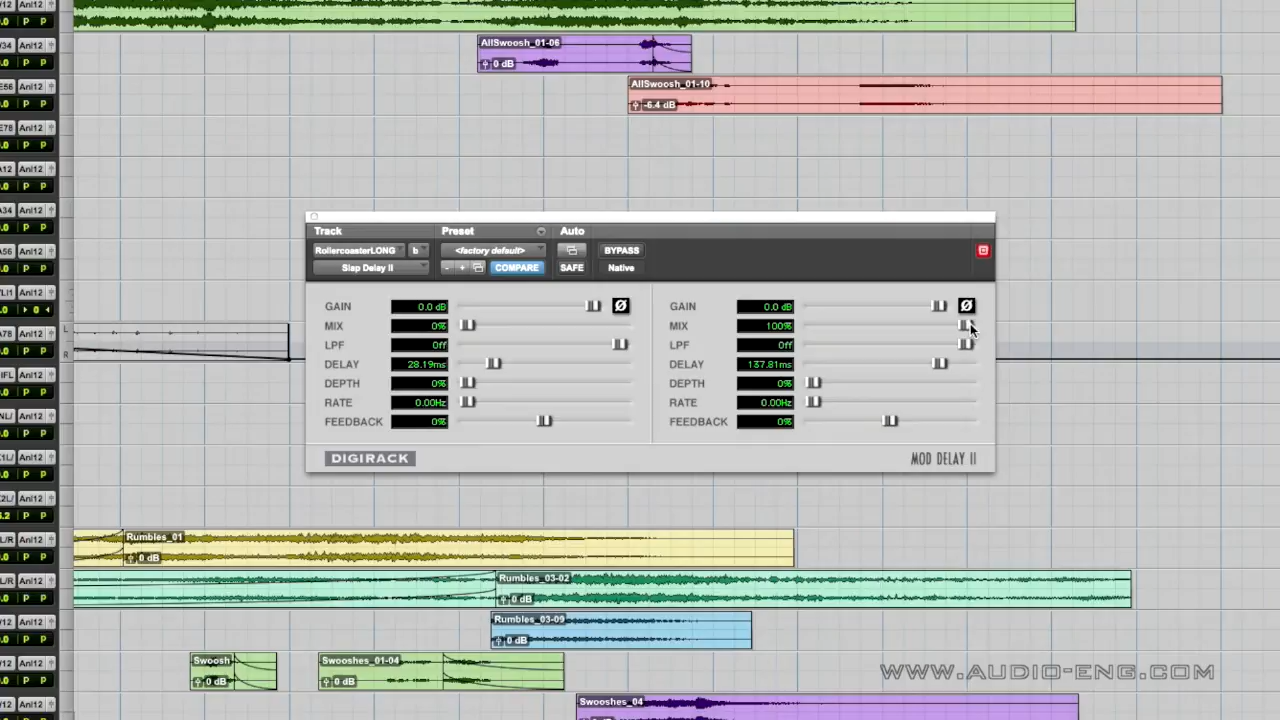 AllSwoosh_01-06
0 dB
AllSwoosh_01-10
-6.4 dB
Track Preset Auto
RollercoasterLONG b <factory default> BYPASS
Slap Delay II - + COMPARE SAFE Native
GAIN 0.0 dB Ø GAIN 0.0 dB Ø
MIX 0% MIX 100%
LPF Off LPF Off
DELAY 28.19ms DELAY 137.81ms
DEPTH 0% DEPTH 0%
RATE 0.00Hz RATE 0.00Hz
FEEDBACK 0% FEEDBACK 0%
DIGIRACK MOD DELAY II
L
R
Rumbles_01
0 dB
Rumbles_03-02
0 dB
Rumbles_03-09
0 dB
Swoosh Swooshes_01-04
0 dB 0 dB
WWW.AUDIO-ENG.COM
Swooshes_04